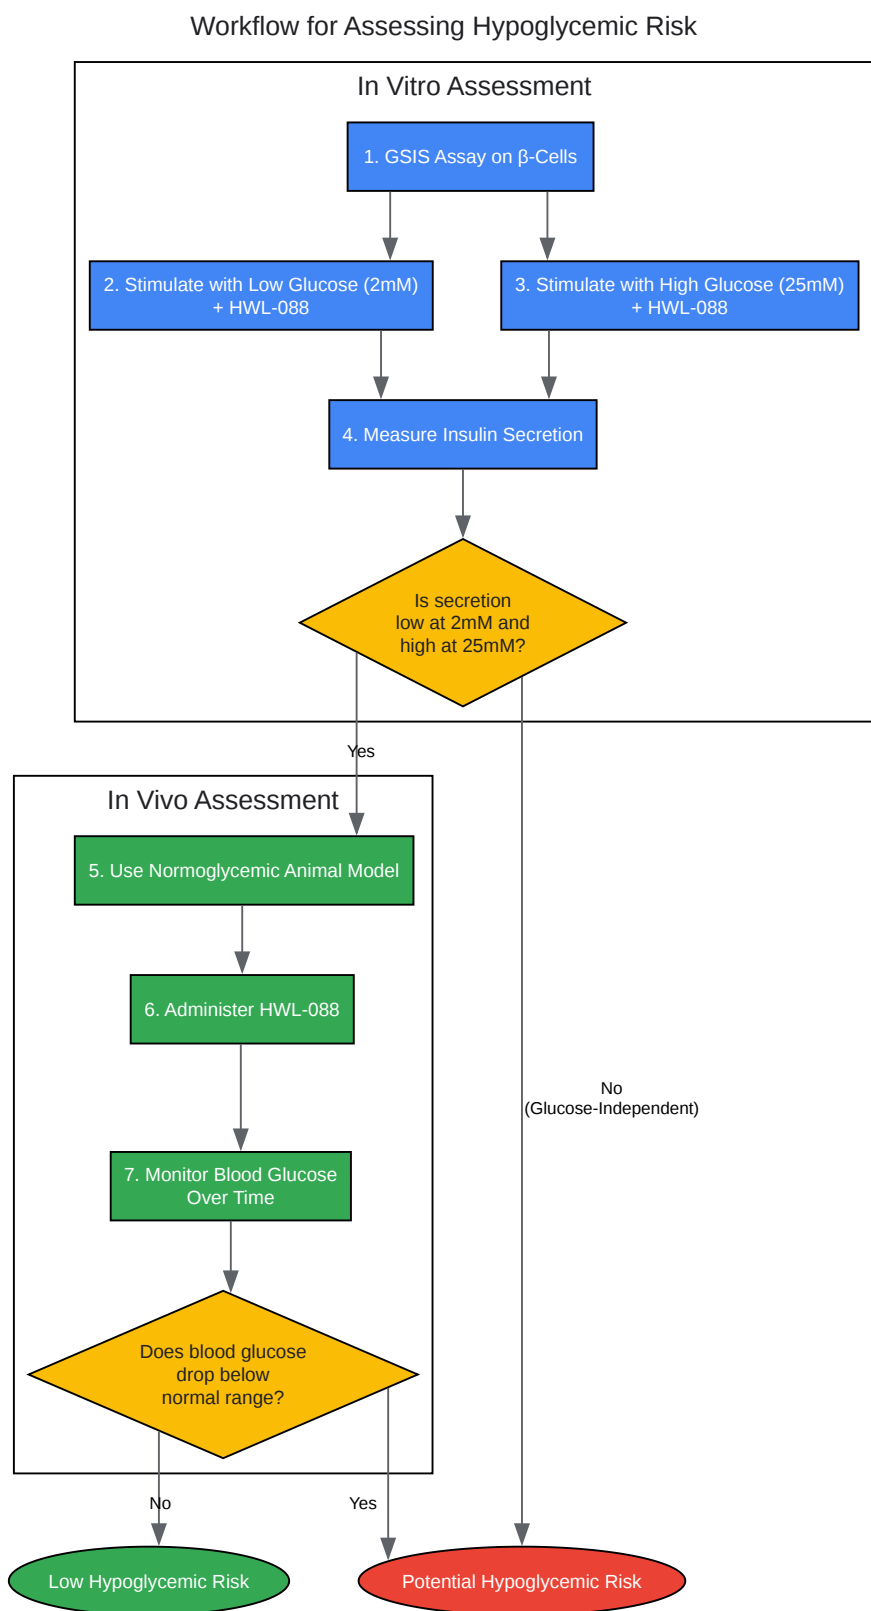 Workflow for Assessing Hypoglycemic Risk
In Vitro Assessment
1. GSIS Assay on β-Cells
2. Stimulate with Low Glucose (2mM)
+ HWL-088
3. Stimulate with High Glucose (25mM)
+ HWL-088
4. Measure Insulin Secretion
Is secretion
low at 2mM and
high at 25mM?
Yes
In Vivo Assessment
5. Use Normoglycemic Animal Model
6. Administer HWL-088
No
(Glucose-Independent)
7. Monitor Blood Glucose
Over Time
Does blood glucose
drop below
normal range?
No
Yes
Low Hypoglycemic Risk
Potential Hypoglycemic Risk